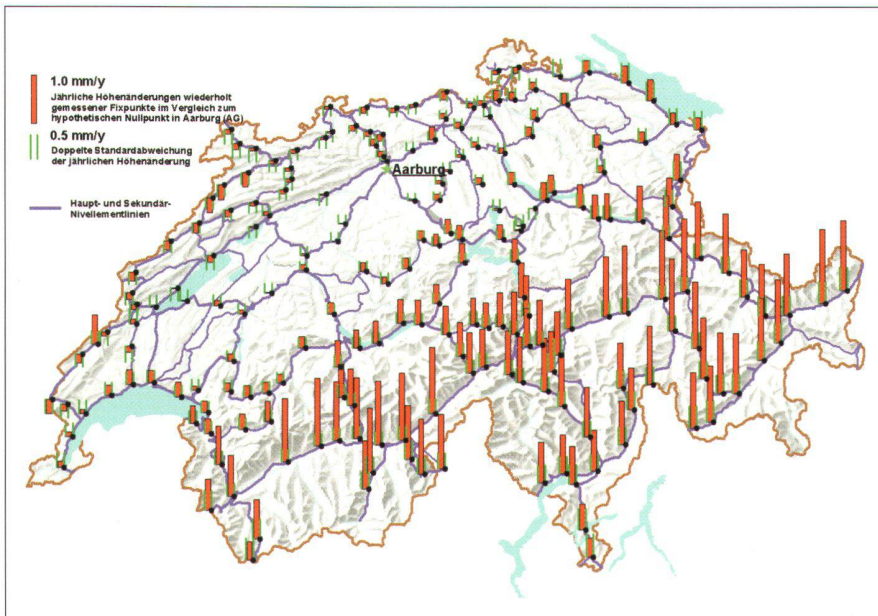 1.0 mm/y
Jährliche Höhenänderungen wiederholt
gemessener Fixpunkte im Vergleich zum
hypothetischen Nullpunkt in Aarburg (AG)
0.5 mm/y
Doppelte Standardabweichung
der jährlichen Höhenänderung
Haupt- und Sekundär-
Nivellementlinien
Aarburg